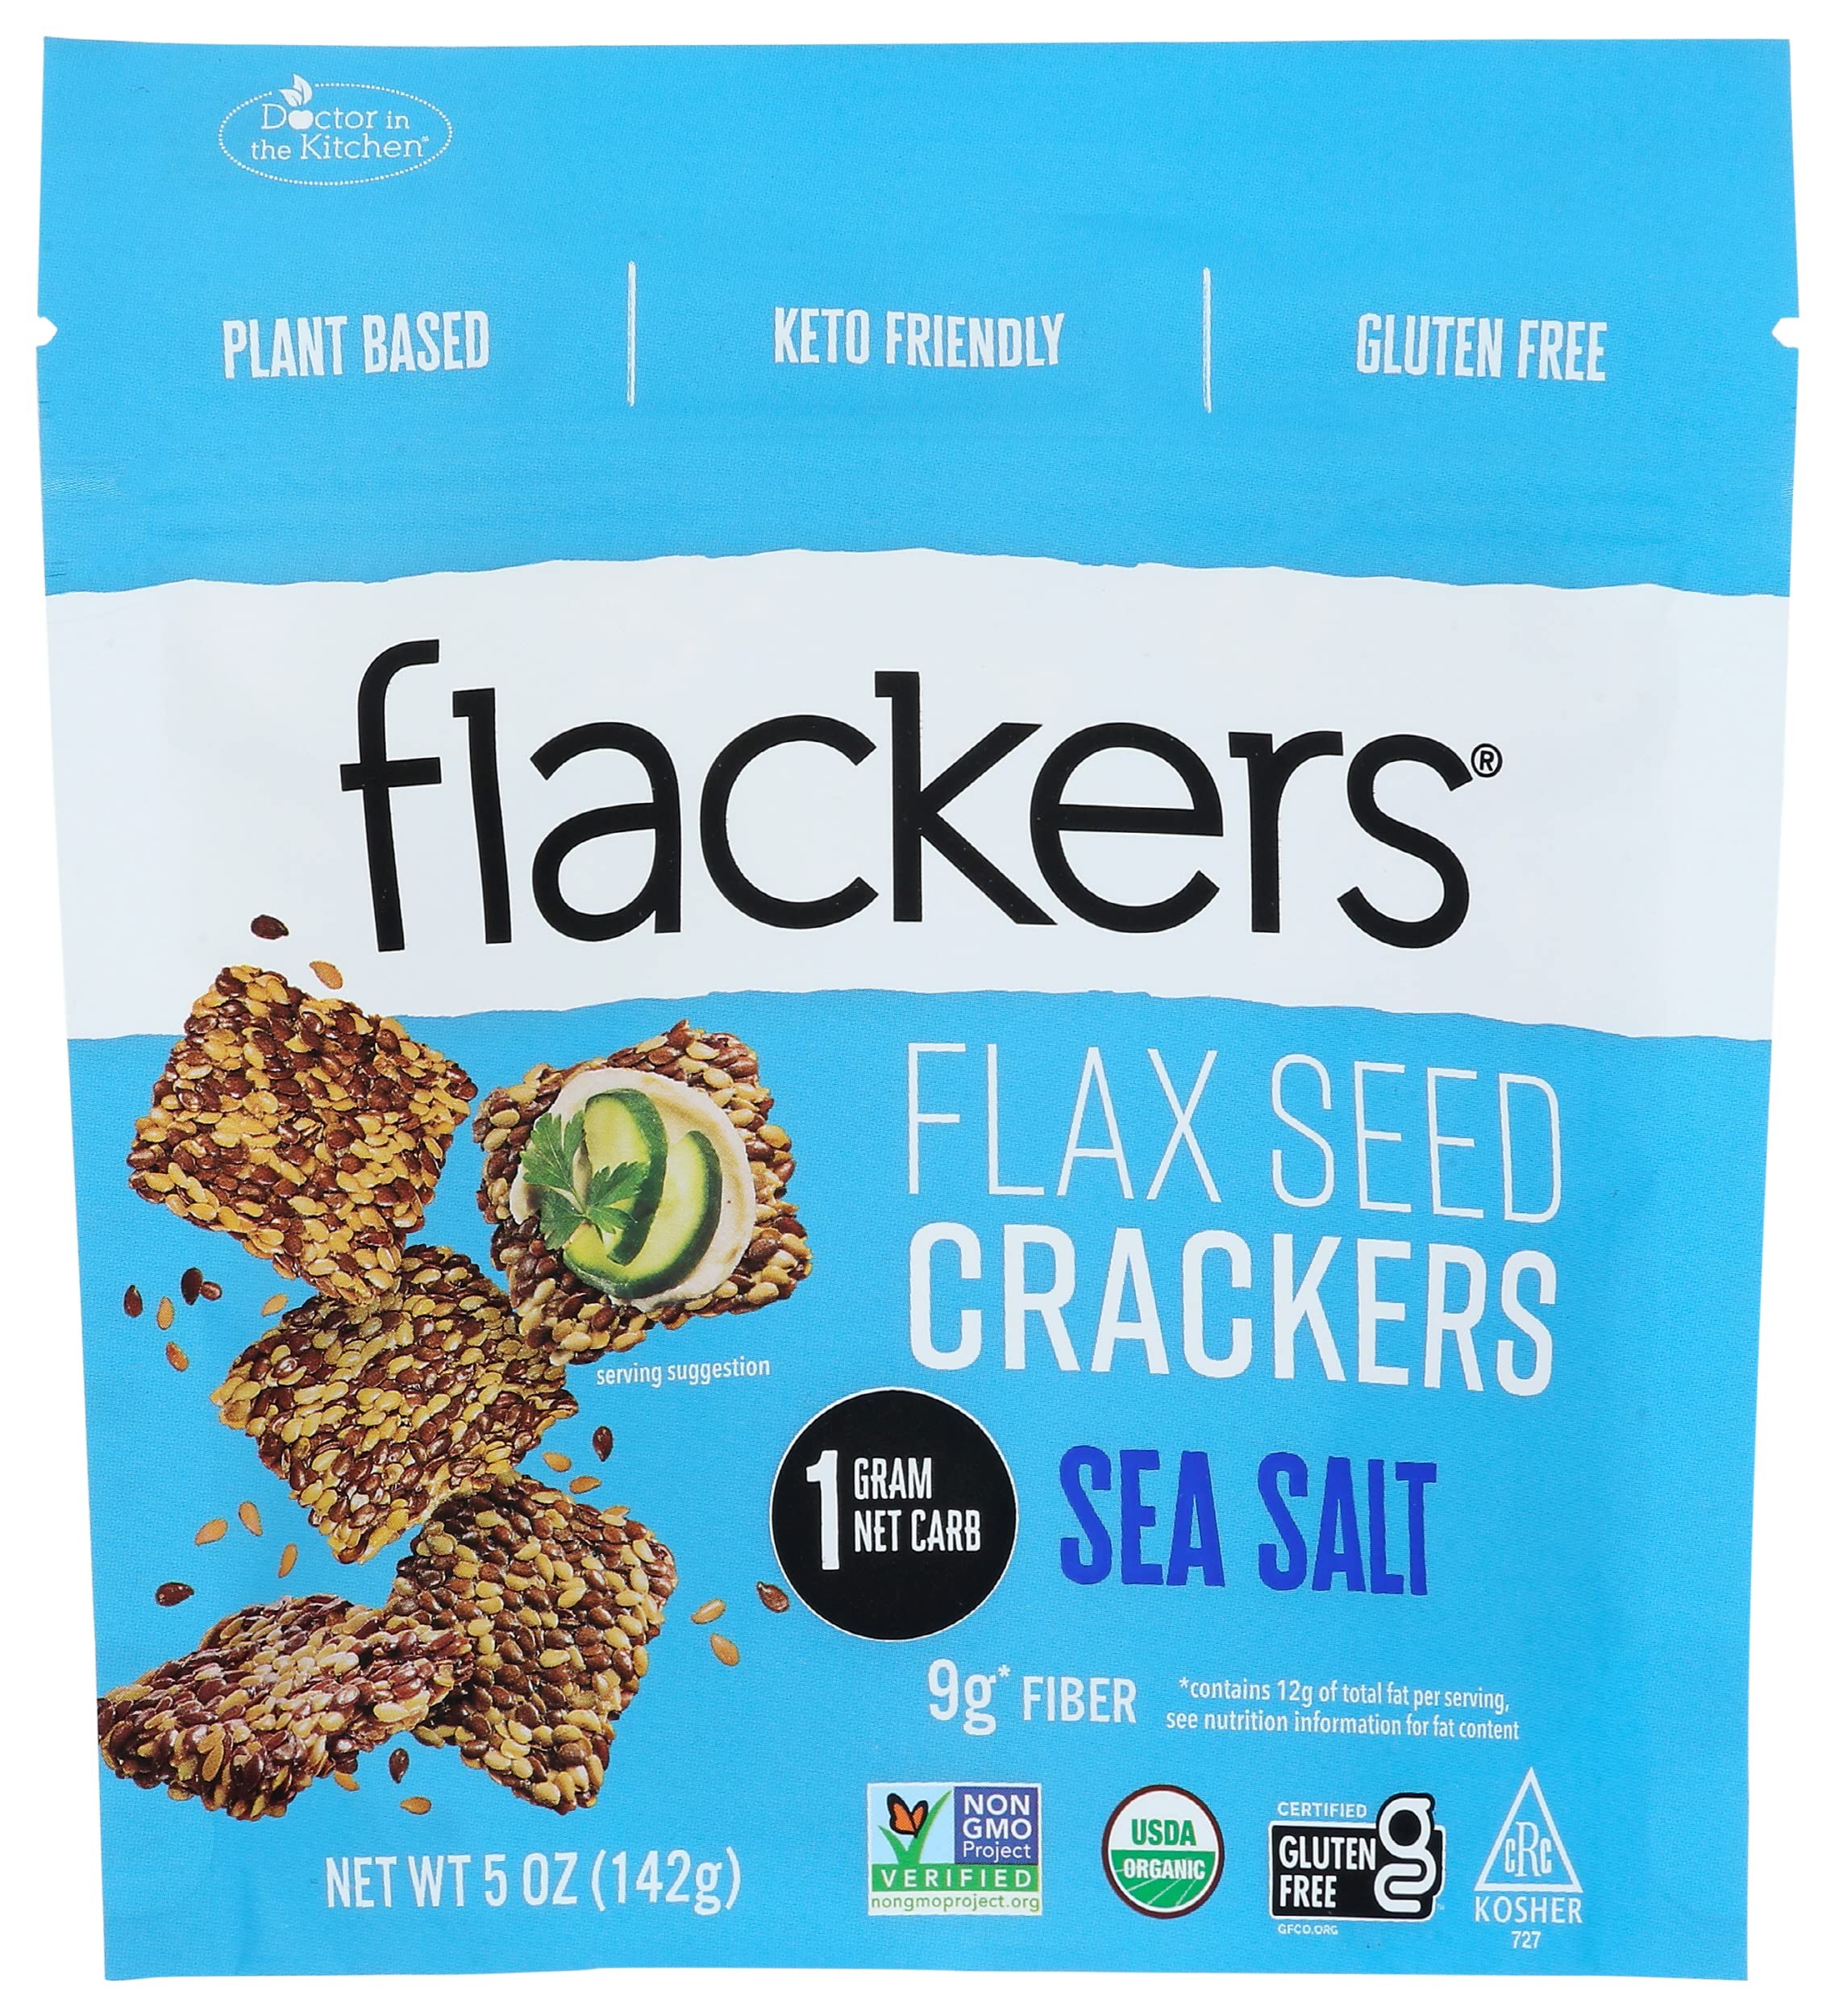 Doctor in
the Kitchen®
PLANT BASED
KETO FRIENDLY
GLUTEN FREE
flackers®
FLAX SEED
CRACKERS
serving suggestion
1 GRAM
NET CARB
SEA SALT
9g* FIBER
*contains 12g of total fat per serving,
see nutrition information for fat content
NET WT 5 OZ (142g)
NON
GMO
Project
VERIFIED
nongmoproject.org
USDA
ORGANIC
CERTIFIED
GLUTEN
FREE
g
GFCO.ORG
cRc
KOSHER
727